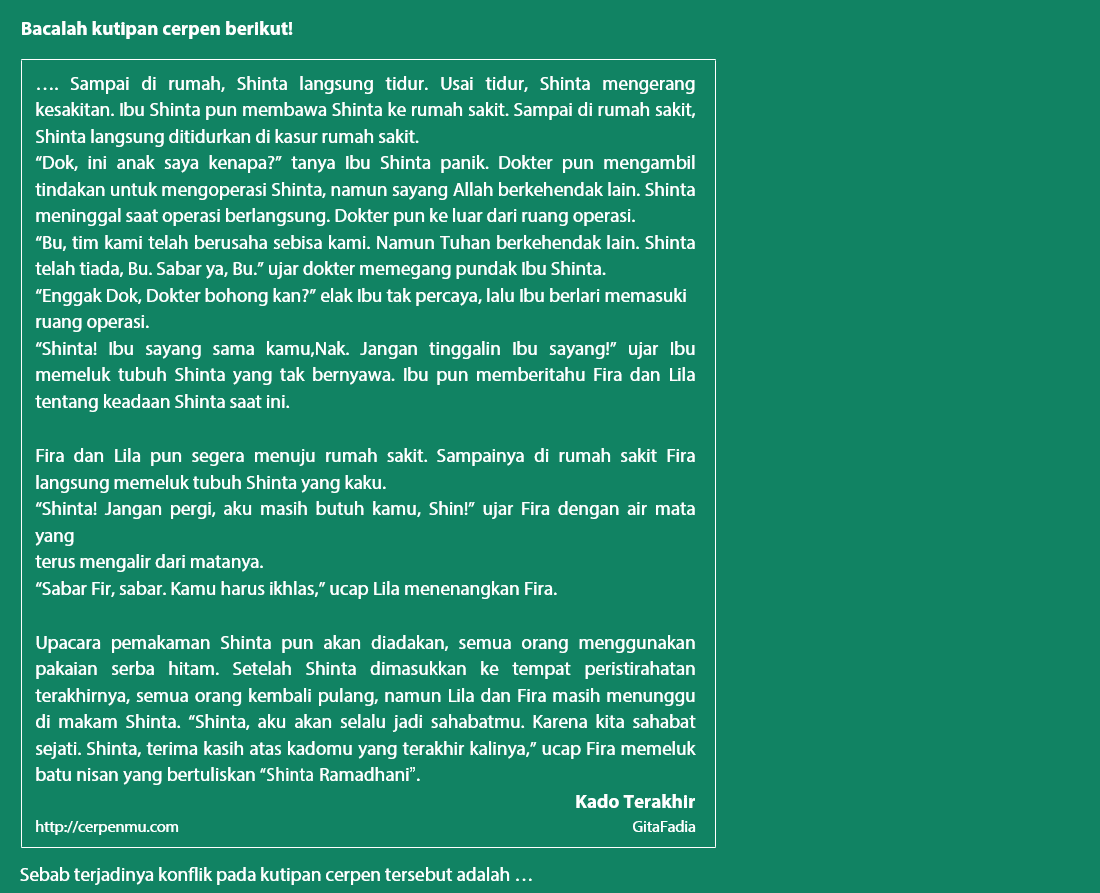 Bacalah kutipan cerpen berikut!
…. Sampai di rumah, Shinta langsung tidur. Usai tidur, Shinta mengerang
kesakitan. Ibu Shinta pun membawa Shinta ke rumah sakit. Sampai di rumah sakit,
Shinta langsung ditidurkan di kasur rumah sakit.
“Dok, ini anak saya kenapa?” tanya Ibu Shinta panik. Dokter pun mengambil
tindakan untuk mengoperasi Shinta, namun sayang Allah berkehendak lain. Shinta
meninggal saat operasi berlangsung. Dokter pun ke luar dari ruang operasi.
“Bu, tim kami telah berusaha sebisa kami. Namun Tuhan berkehendak lain. Shinta
telah tiada, Bu. Sabar ya, Bu.” ujar dokter memegang pundak Ibu Shinta.
“Enggak Dok, Dokter bohong kan?” elak Ibu tak percaya, lalu Ibu berlari memasuki
ruang operasi.
“Shinta! Ibu sayang sama kamu,Nak. Jangan tinggalin Ibu sayang!” ujar Ibu
memeluk tubuh Shinta yang tak bernyawa. Ibu pun memberitahu Fira dan Lila
tentang keadaan Shinta saat ini.
Fira dan Lila pun segera menuju rumah sakit. Sampainya di rumah sakit Fira
langsung memeluk tubuh Shinta yang kaku.
“Shinta! Jangan pergi, aku masih butuh kamu, Shin!” ujar Fira dengan air mata
yang
terus mengalir dari matanya.
“Sabar Fir, sabar. Kamu harus ikhlas,” ucap Lila menenangkan Fira.
Upacara pemakaman Shinta pun akan diadakan, semua orang menggunakan
pakaian serba hitam. Setelah Shinta dimasukkan ke tempat peristirahatan
terakhirnya, semua orang kembali pulang, namun Lila dan Fira masih menunggu
di makam Shinta. “Shinta, aku akan selalu jadi sahabatmu. Karena kita sahabat
sejati. Shinta, terima kasih atas kadomu yang terakhir kalinya,” ucap Fira memeluk
batu nisan yang bertuliskan “Shinta Ramadhani”.
Kado Terakhir
http://cerpenmu.com GitaFadia
Sebab terjadinya konflik pada kutipan cerpen tersebut adalah …